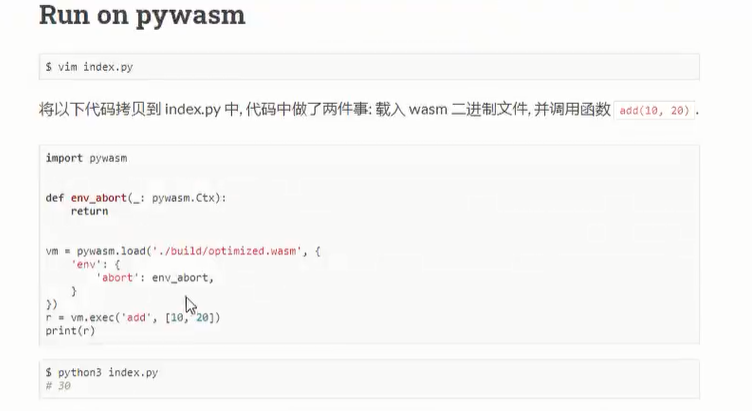 Run on pywasm
$ vim index.py
将以下代码拷贝到 index.py 中, 代码中做了两件事: 载入 wasm 二进制文件, 并调用函数 add(10, 20) .
import pywasm
def env_abort(_: pywasm.Ctx):
    return
vm = pywasm.load('./build/optimized.wasm', {
    'env': {
        'abort': env_abort,
    }
})
r = vm.exec('add', [10, 20])
print(r)
$ python3 index.py
# 30